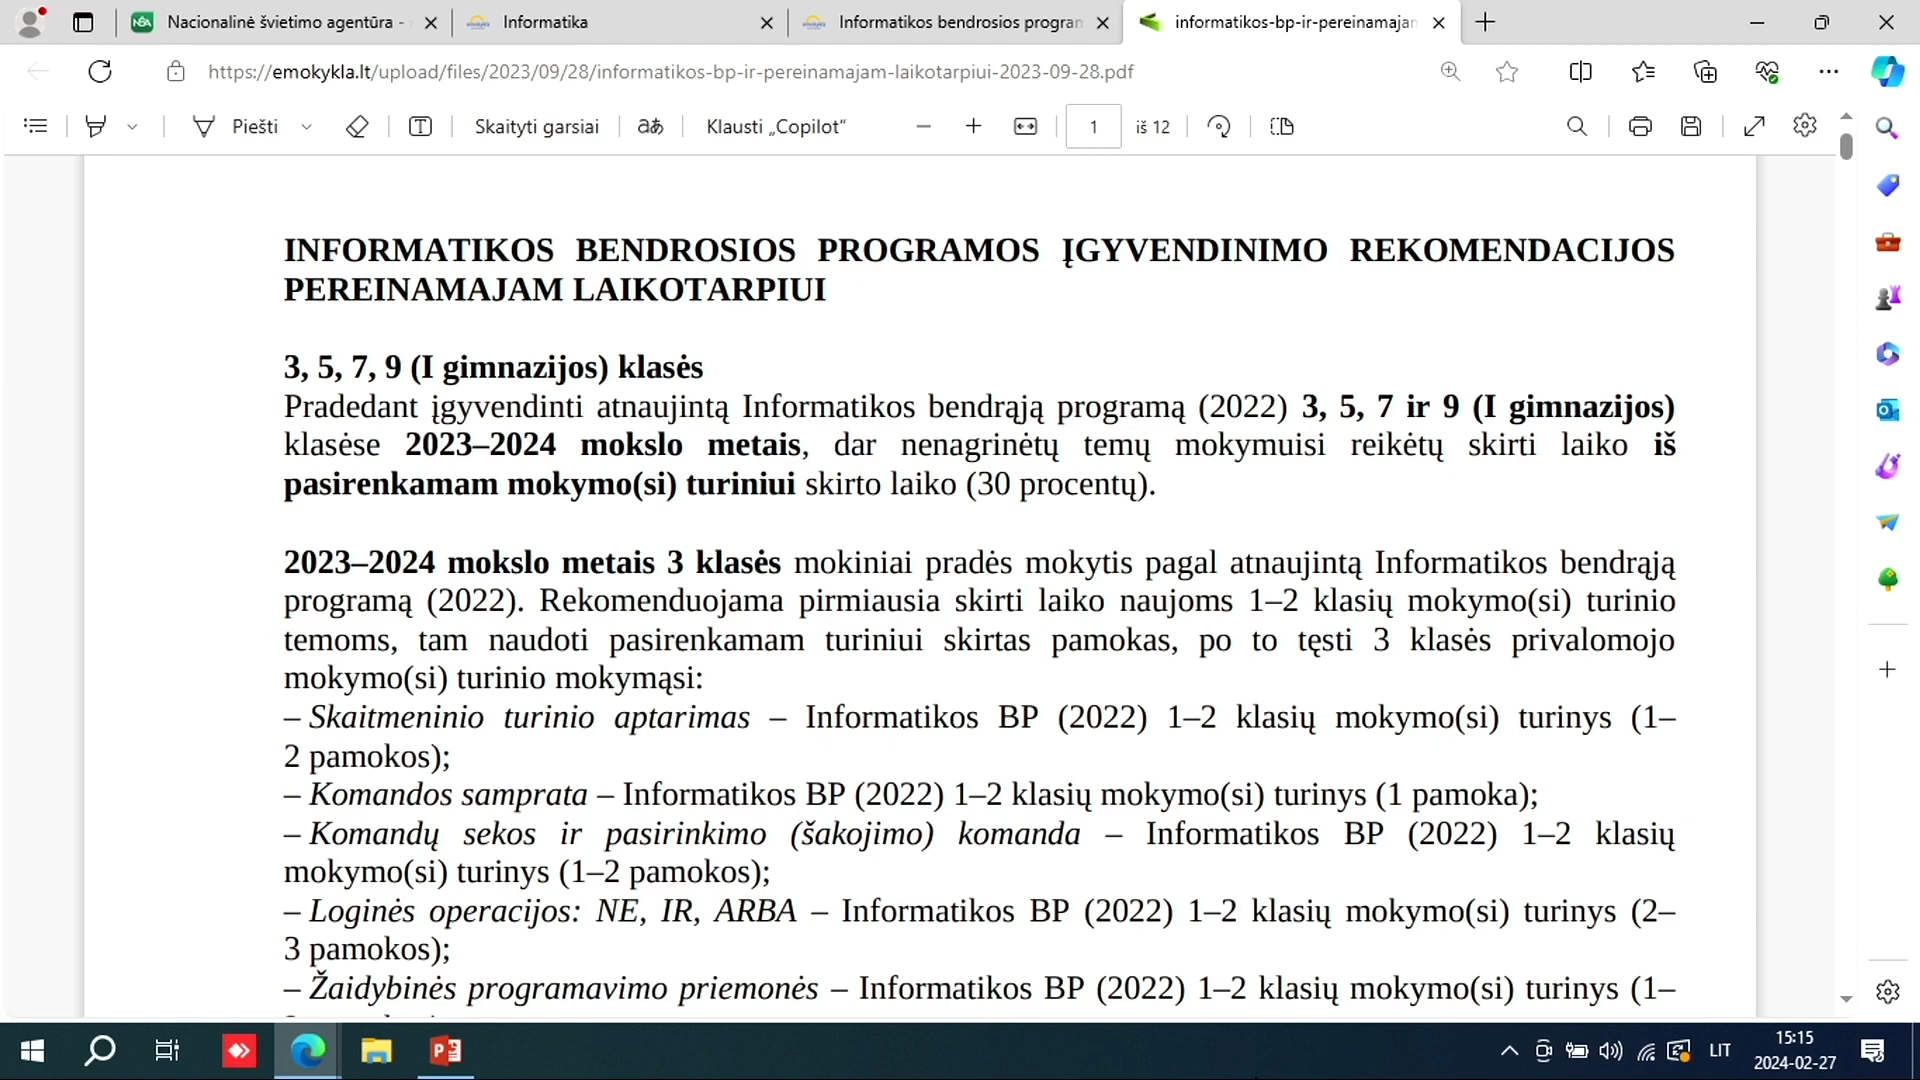 Nacionalinė švietimo agentūra -
Informatika
Informatikos bendrosios program
informatikos-bp-ir-pereinamajam
https://emokykla.lt/upload/files/2023/09/28/informatikos-bp-ir-pereinamajam-laikotarpiui-2023-09-28.pdf
Piešti
Skaityti garsiai
aあ
Klausti „Copilot“
1
iš 12
INFORMATIKOS BENDROSIOS PROGRAMOS ĮGYVENDINIMO REKOMENDACIJOS
PEREINAMAJAM LAIKOTARPIUI
3, 5, 7, 9 (I gimnazijos) klasės
Pradedant įgyvendinti atnaujintą Informatikos bendrąją programą (2022) 3, 5, 7 ir 9 (I gimnazijos)
klasėse 2023–2024 mokslo metais, dar nenagrinėtų temų mokymuisi reikėtų skirti laiko iš
pasirenkamam mokymo(si) turiniui skirto laiko (30 procentų).
2023–2024 mokslo metais 3 klasės mokiniai pradės mokytis pagal atnaujintą Informatikos bendrąją
programą (2022). Rekomenduojama pirmiausia skirti laiko naujoms 1–2 klasių mokymo(si) turinio
temoms, tam naudoti pasirenkamam turiniui skirtas pamokas, po to tęsti 3 klasės privalomojo
mokymo(si) turinio mokymąsi:
– Skaitmeninio turinio aptarimas – Informatikos BP (2022) 1–2 klasių mokymo(si) turinys (1–
2 pamokos);
– Komandos samprata – Informatikos BP (2022) 1–2 klasių mokymo(si) turinys (1 pamoka);
– Komandų sekos ir pasirinkimo (šakojimo) komanda – Informatikos BP (2022) 1–2 klasių
mokymo(si) turinys (1–2 pamokos);
– Loginės operacijos: NE, IR, ARBA – Informatikos BP (2022) 1–2 klasių mokymo(si) turinys (2–
3 pamokos);
– Žaidybinės programavimo priemonės – Informatikos BP (2022) 1–2 klasių mokymo(si) turinys (1–
LIT
15:15
2024-02-27